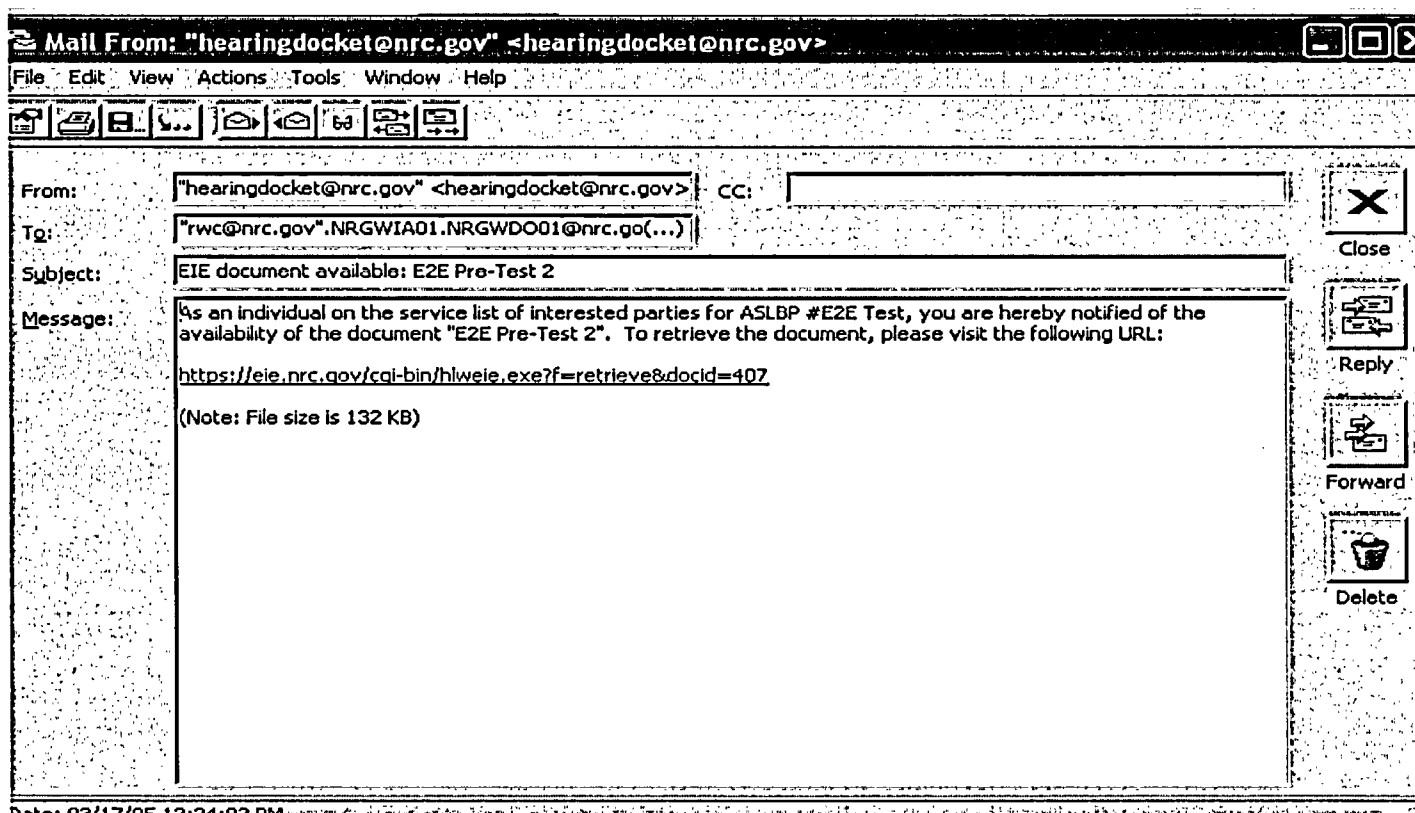 Mail From: "hearingdocket@nrc.gov" <hearingdocket@nrc.gov>
File Edit View Actions Tools Window Help
From: "hearingdocket@nrc.gov" <hearingdocket@nrc.gov> CC:
To: "rwc@nrc.gov".NRGWIA01.NRGWDO01@nrc.go(...)
Subject: EIE document available: E2E Pre-Test 2
Message: As an individual on the service list of interested parties for ASLBP #E2E Test, you are hereby notified of the
availability of the document "E2E Pre-Test 2". To retrieve the document, please visit the following URL:
https://eie.nrc.gov/cgi-bin/hlweie.exe?f=retrieve&docid=407
(Note: File size is 132 KB)
Close
Reply
Forward
Delete